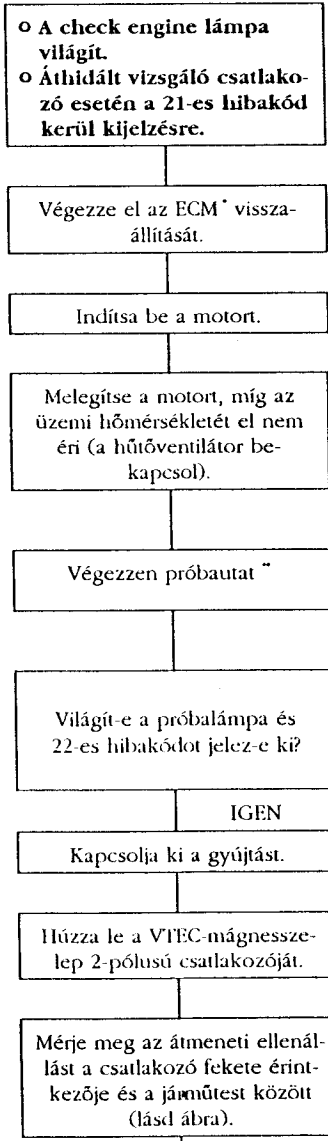 o A check engine lámpa
világít.
o Áthidált vizsgáló csatlako-
zó esetén a 21-es hibakód
kerül kijelzésre.
Végezze el az ECM* vissza-
állítását.
Indítsa be a motort.
Melegítse a motort, míg az
üzemi hőmérsékletét el nem
éri (a hűtőventilátor be-
kapcsol).
Végezzen próbautat **
Világít-e a próbalámpa és
22-es hibakódot jelez-e ki?
IGEN
Kapcsolja ki a gyújtást.
Húzza le a VTEC-mágnessze-
lep 2-pólusú csatlakozóját.
Mérje meg az átmeneti ellenál-
lást a csatlakozó fekete érint-
kezője és a járműtest között
(lásd ábra).